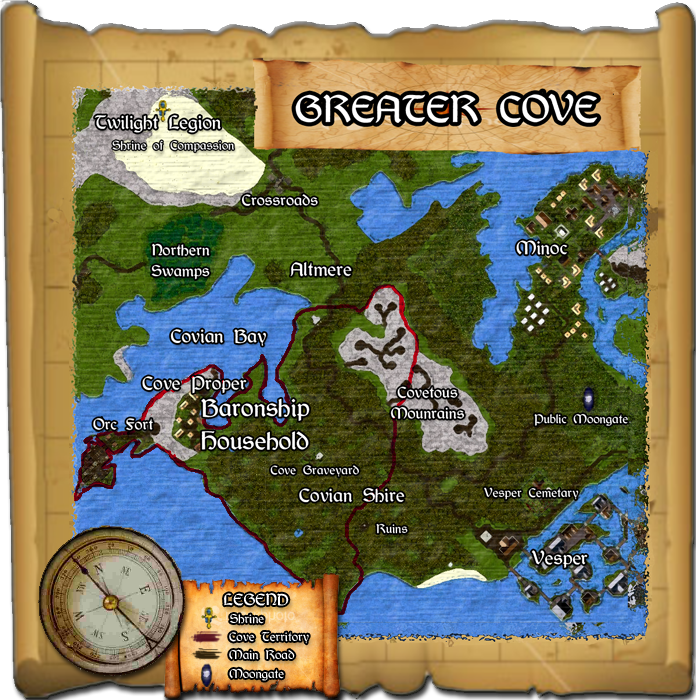 GREATER COVE
Twilight Legion
Shrine of Compassion
Crossroads
Northern
Swamps
Altmere
Minoc
Covian Bay
Cove Proper
Baronship
Household
Orc Fort
Covetous
Mounrains
Public Moongate
Cove Graveyard
Covian Shire
Vesper Cemetary
Ruins
Vesper
N
E
S
W
LEGEND
Shrine
Cove Territory
Main Road
Moongate